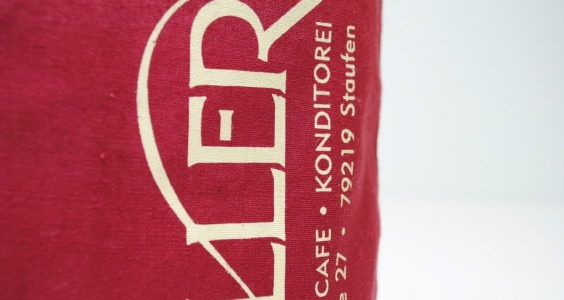 LER
CAFE • KONDITOREI
e 27 • 79219 Staufen